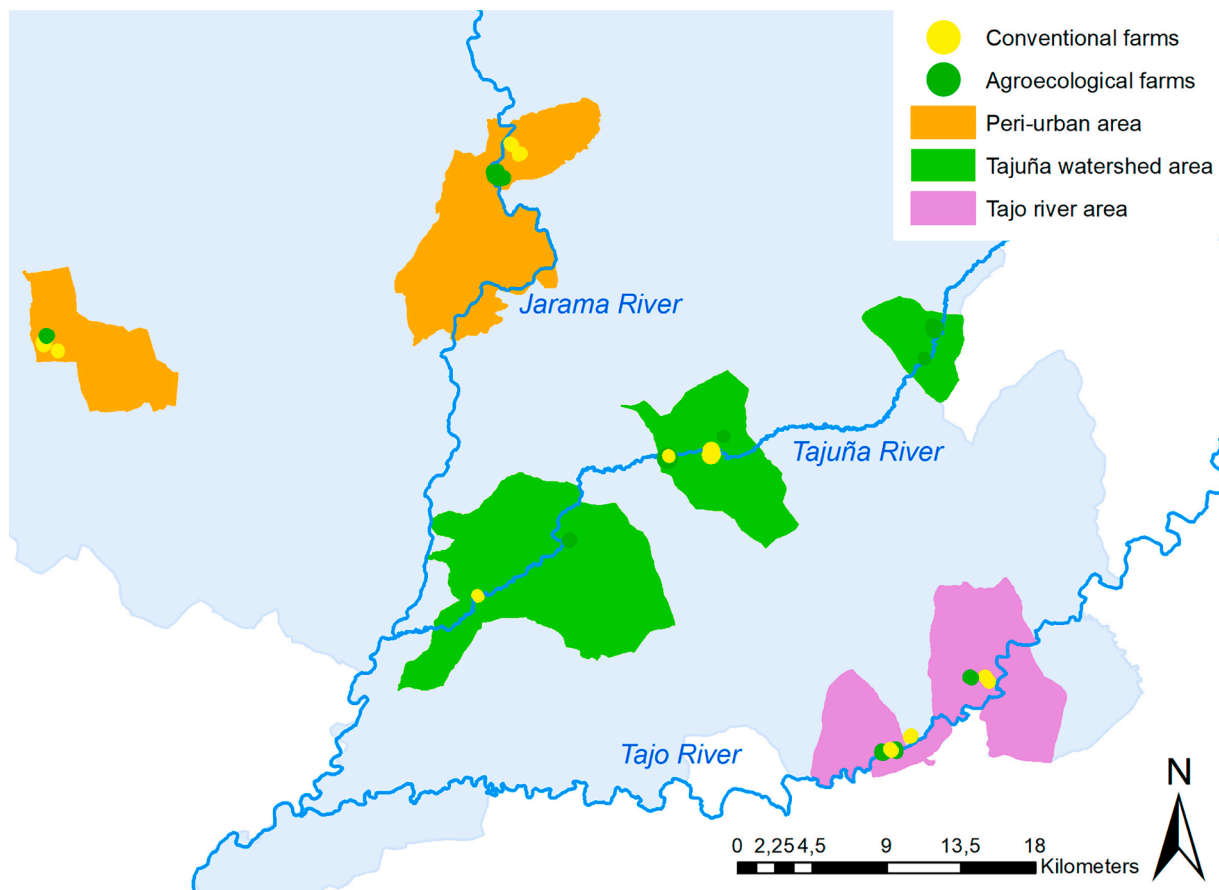 Conventional farms
Agroecological farms
Peri-urban area
Tajuña watershed area
Tajo river area
Jarama River
Tajuña River
Tajo River
N
0 2,25 4,5 9 13,5 18
Kilometers